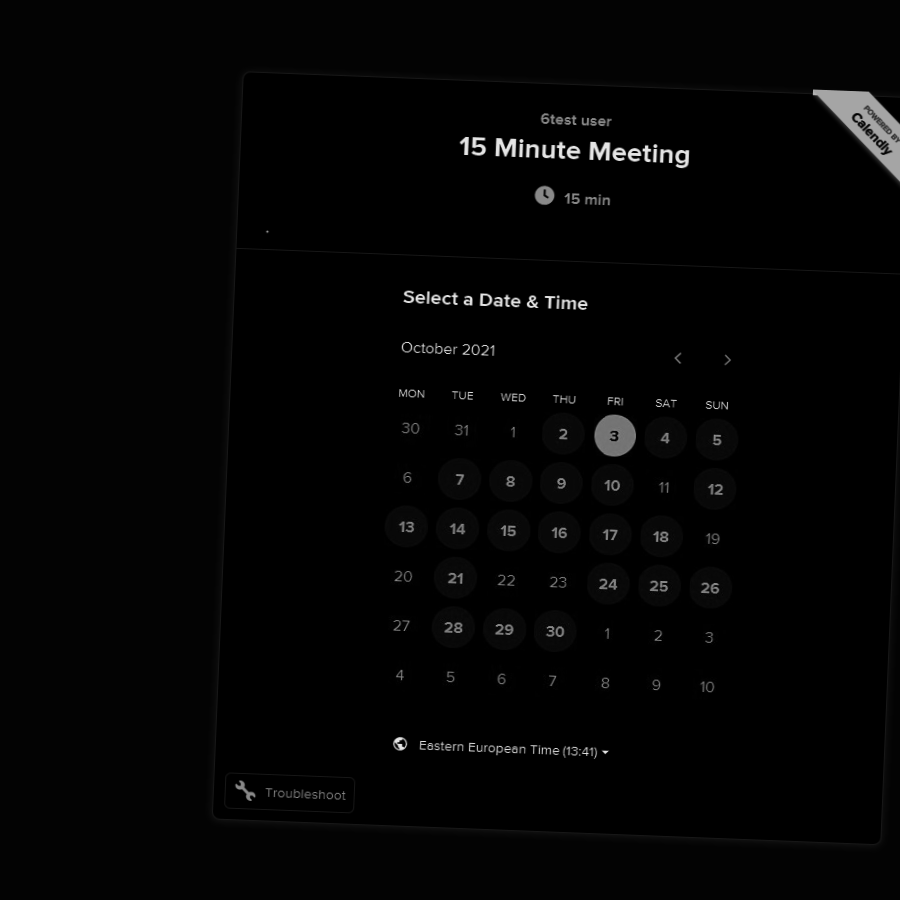 POWERED BY
Calendly
6test user
15 Minute Meeting
15 min
Select a Date & Time
October 2021
MON TUE WED THU FRI SAT SUN
30 31 1 2 3 4 5
6 7 8 9 10 11 12
13 14 15 16 17 18 19
20 21 22 23 24 25 26
27 28 29 30 1 2 3
4 5 6 7 8 9 10
Eastern European Time (13:41)
Troubleshoot